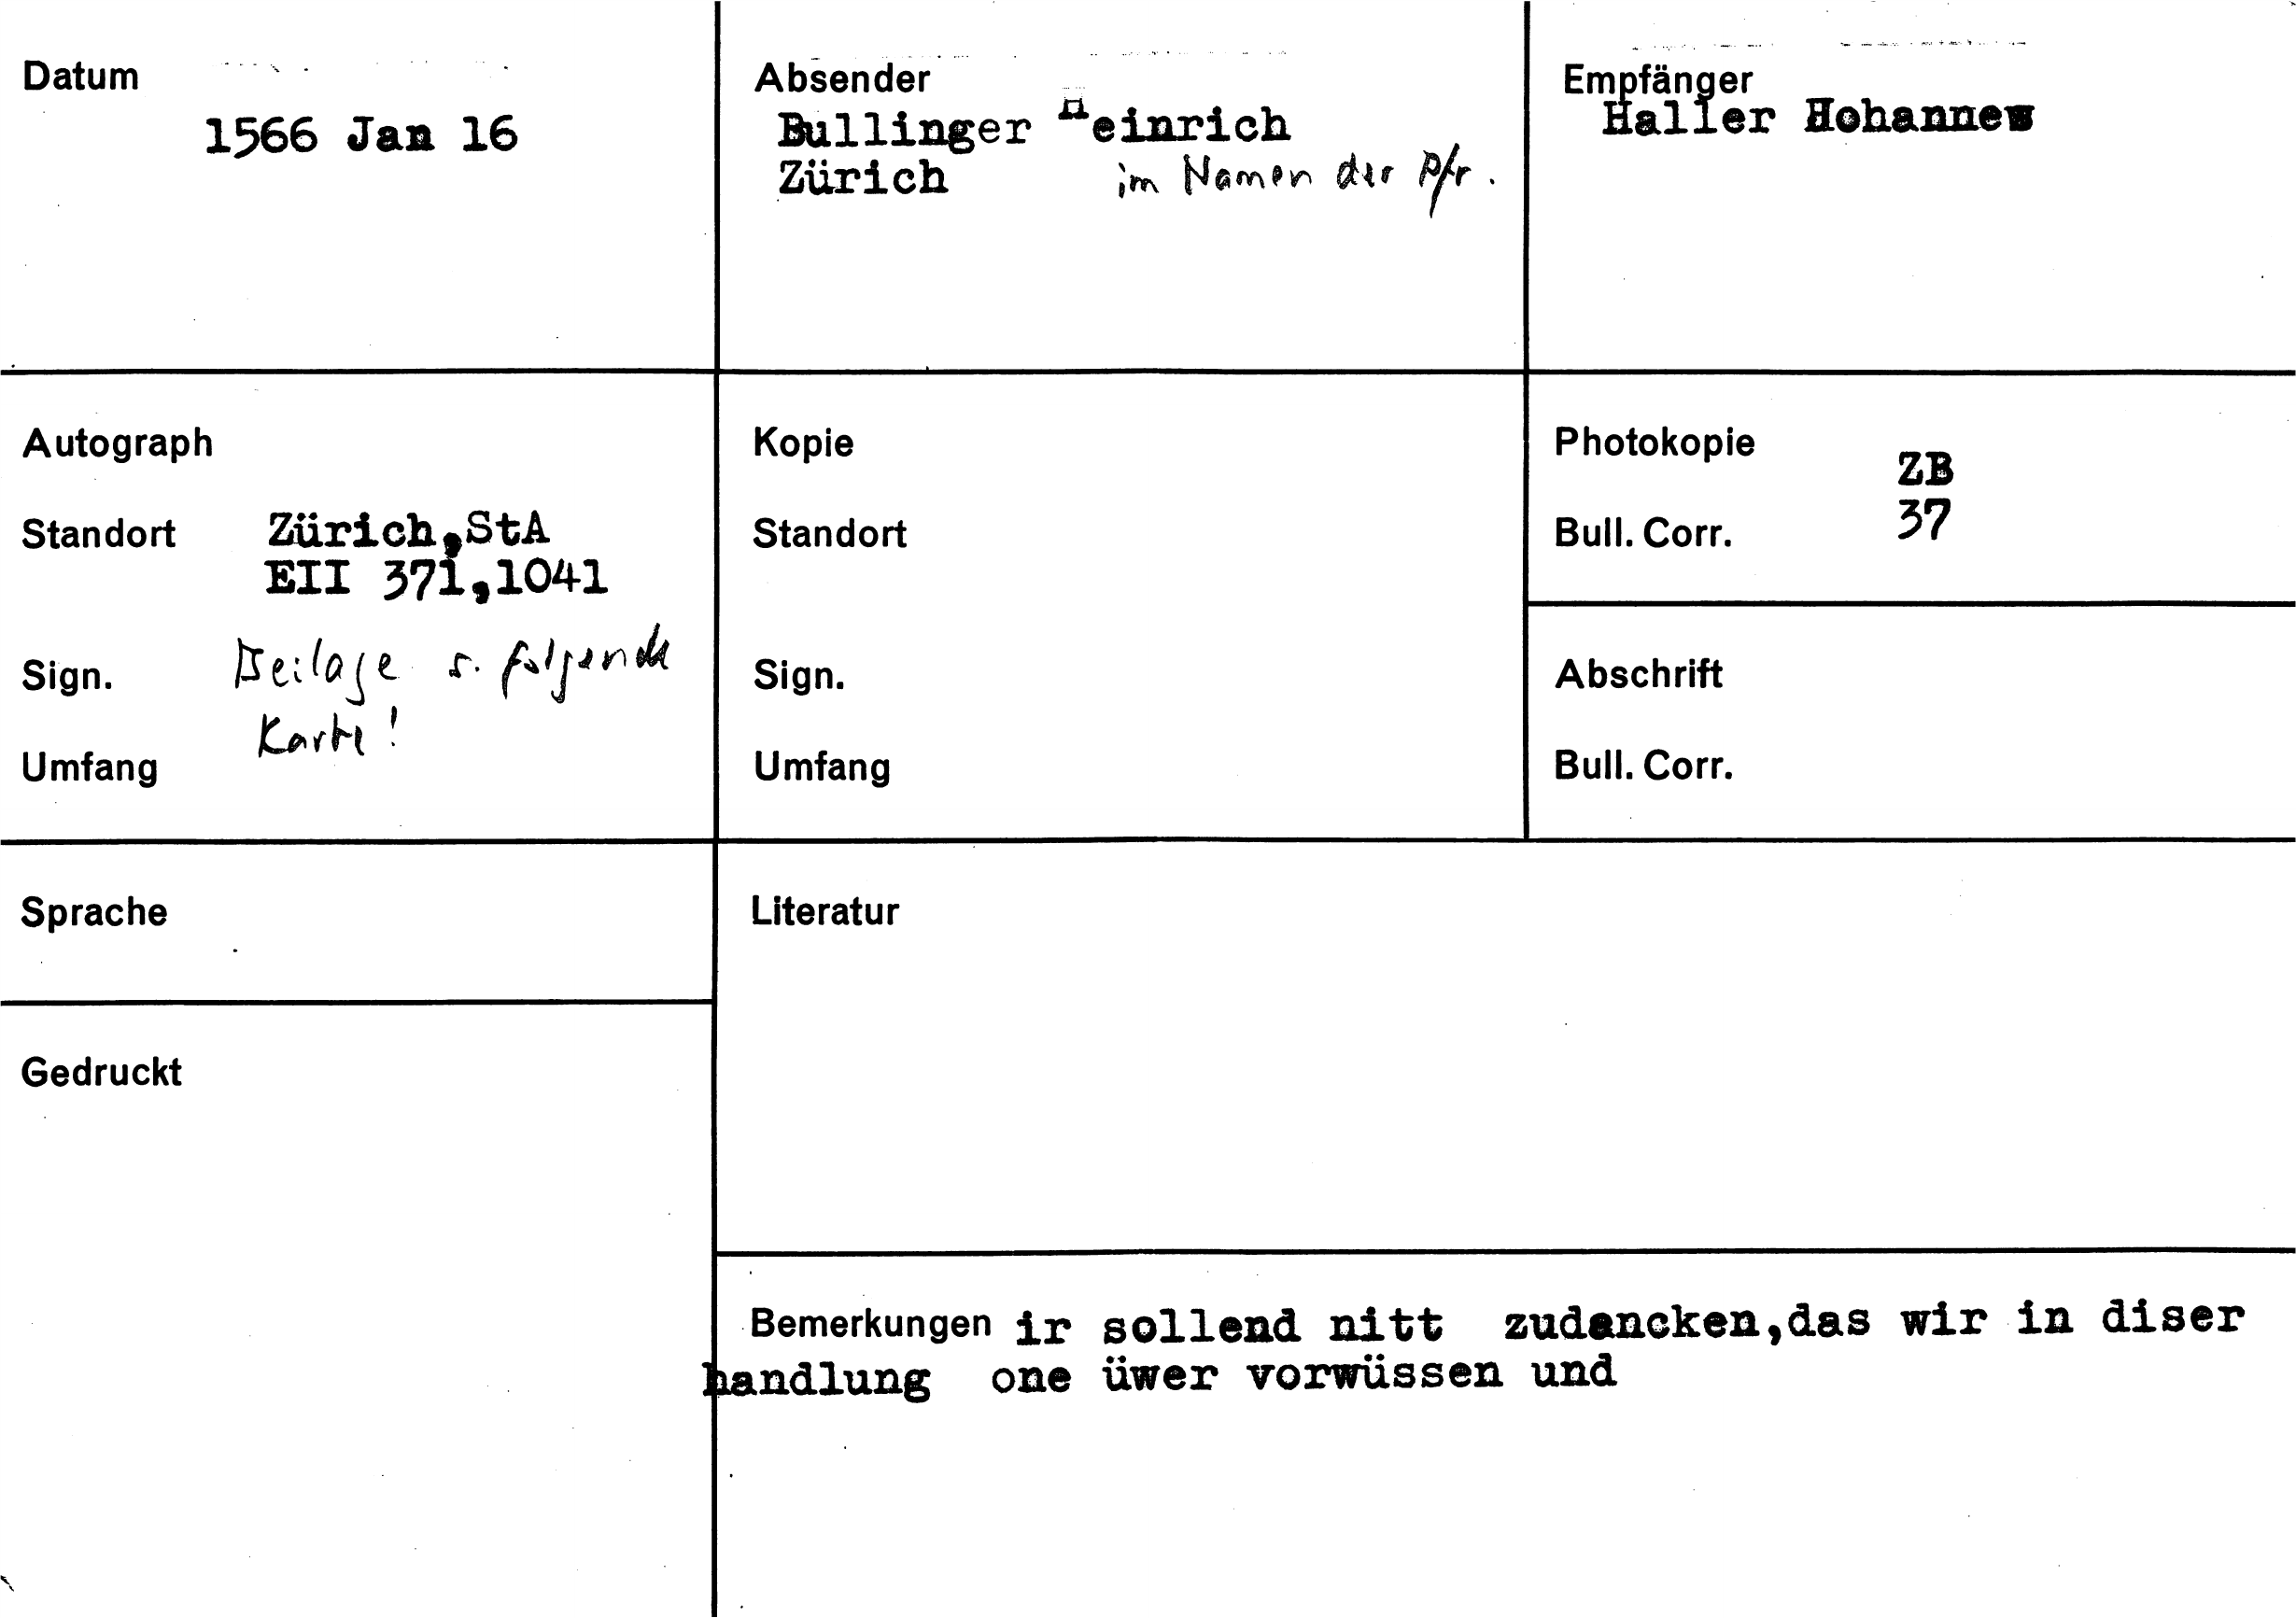 Datum
1566 Jan 16
Absender
Bullinger Heinrich
Zürich im Namen der Pfr.
Empfänger
Haller Hohannes
Autograph
Standort Zürich,StA
EII 371,1041
Sign. Beilage s. folgende
Karte!
Umfang
Kopie
Standort
Sign.
Umfang
Photokopie ZB
Bull. Corr. 37
Abschrift
Bull. Corr.
Sprache
Literatur
Gedruckt
Bemerkungen ir sollend nitt zudencken,das wir in diser
handlung one üwer vorwüssen und